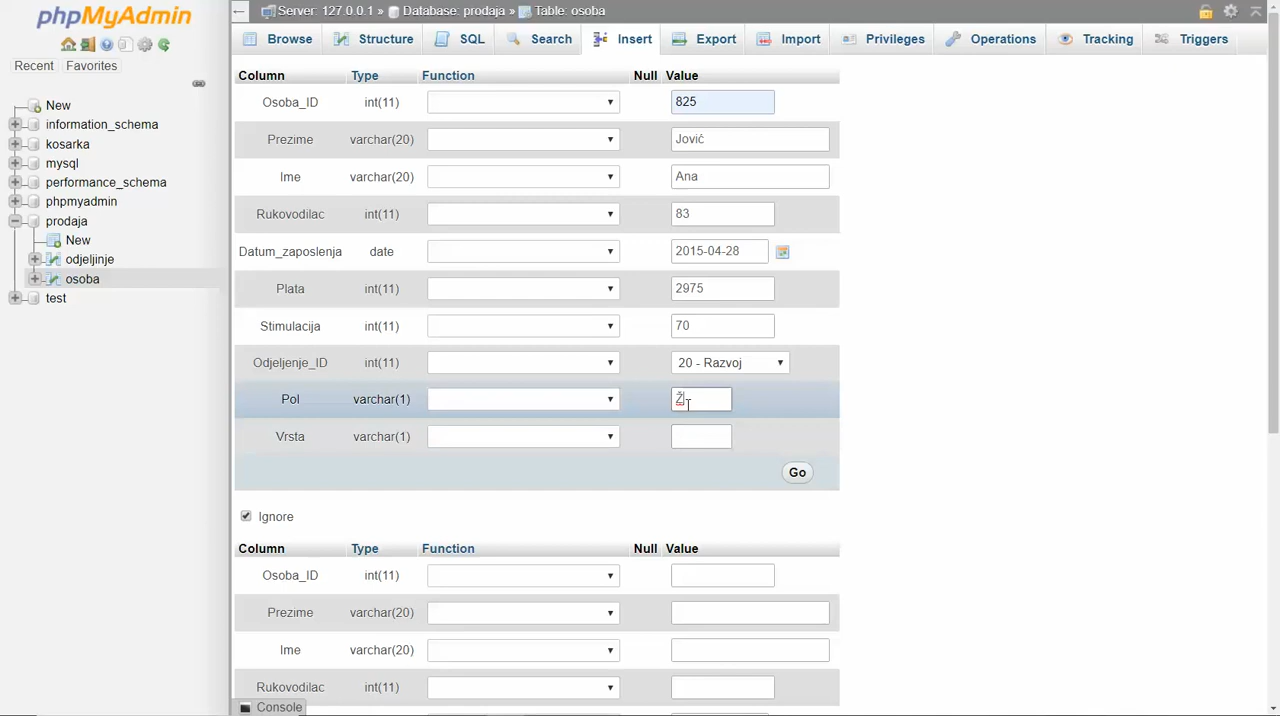 phpMyAdmin
Recent Favorites
New
information_schema
kosarka
mysql
performance_schema
phpmyadmin
prodaja
New
odjeljinje
osoba
test
Server: 127.0.0.1 » Database: prodaja » Table: osoba
Browse Structure SQL Search Insert Export Import Privileges Operations Tracking Triggers
Column Type Function Null Value
Osoba_ID int(11) 825
Prezime varchar(20) Jović
Ime varchar(20) Ana
Rukovodilac int(11) 83
Datum_zaposlenja date 2015-04-28
Plata int(11) 2975
Stimulacija int(11) 70
Odjeljenje_ID int(11) 20 - Razvoj
Pol varchar(1) Ž
Vrsta varchar(1)
Go
Ignore
Column Type Function Null Value
Osoba_ID int(11)
Prezime varchar(20)
Ime varchar(20)
Rukovodilac int(11)
Console